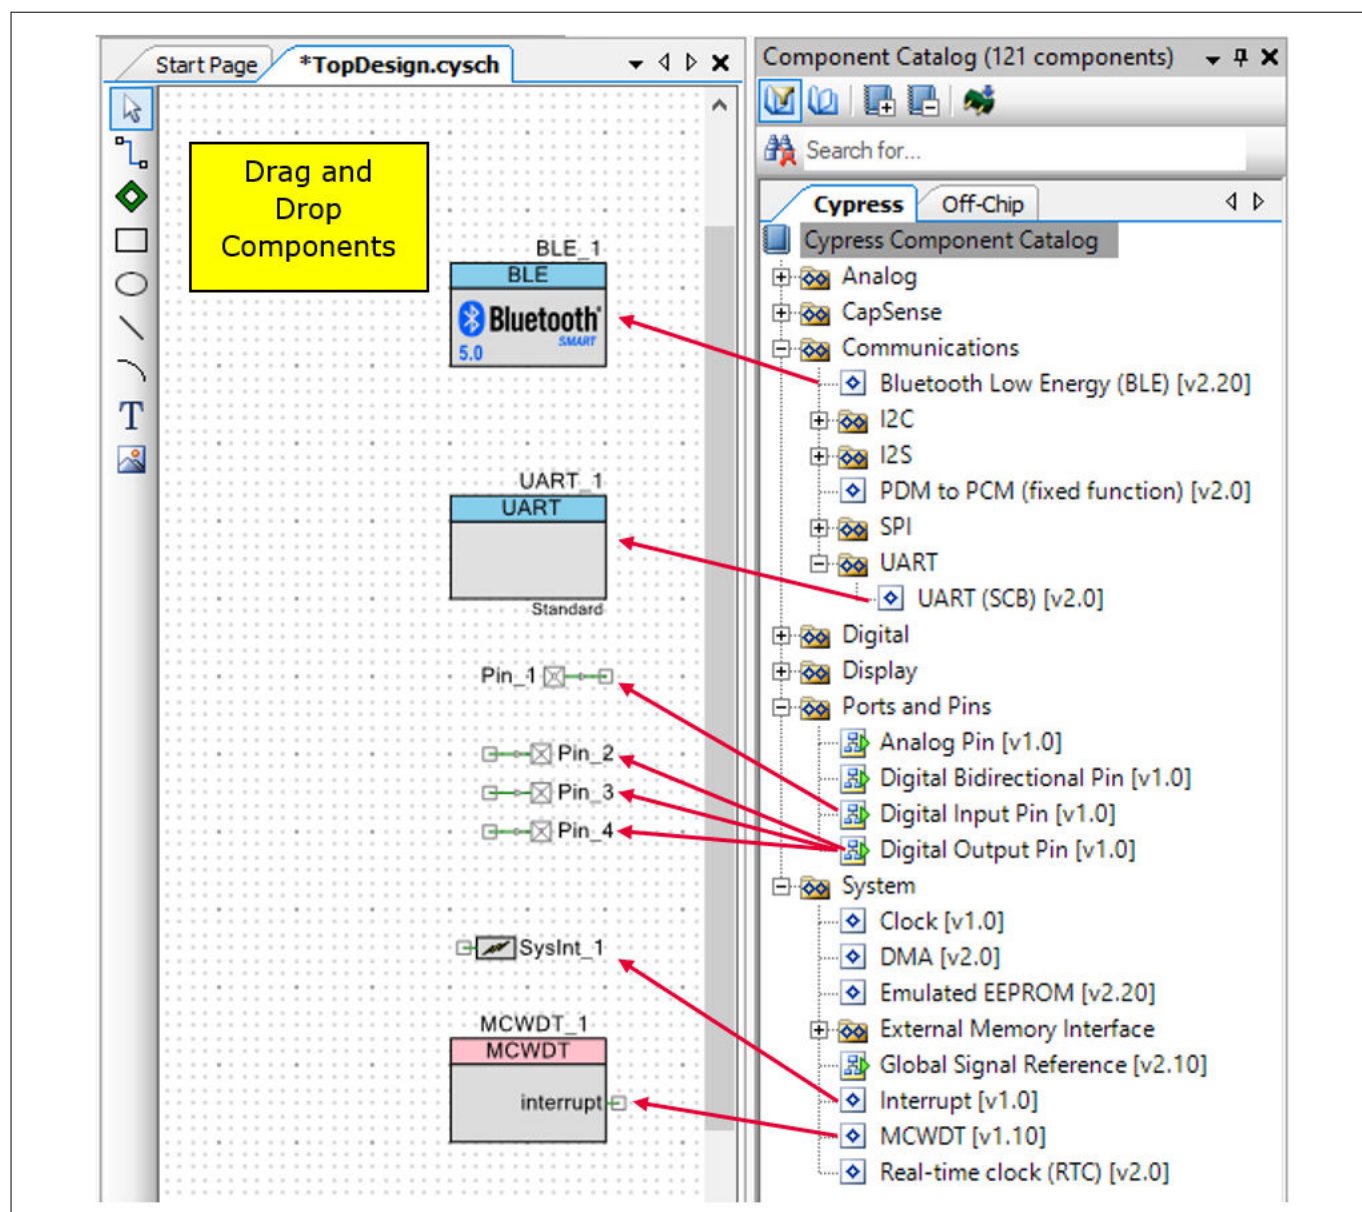 Start Page
*TopDesign.cysch
Drag and
Drop
Components
BLE_1
BLE
Bluetooth®
SMART
5.0
UART_1
UART
Standard
Pin_1
Pin_2
Pin_3
Pin_4
SysInt_1
MCWDT_1
MCWDT
interrupt
Component Catalog (121 components)
Search for...
Cypress
Off-Chip
Cypress Component Catalog
Analog
CapSense
Communications
Bluetooth Low Energy (BLE) [v2.20]
I2C
I2S
PDM to PCM (fixed function) [v2.0]
SPI
UART
UART (SCB) [v2.0]
Digital
Display
Ports and Pins
Analog Pin [v1.0]
Digital Bidirectional Pin [v1.0]
Digital Input Pin [v1.0]
Digital Output Pin [v1.0]
System
Clock [v1.0]
DMA [v2.0]
Emulated EEPROM [v2.20]
External Memory Interface
Global Signal Reference [v2.10]
Interrupt [v1.0]
MCWDT [v1.10]
Real-time clock (RTC) [v2.0]
T